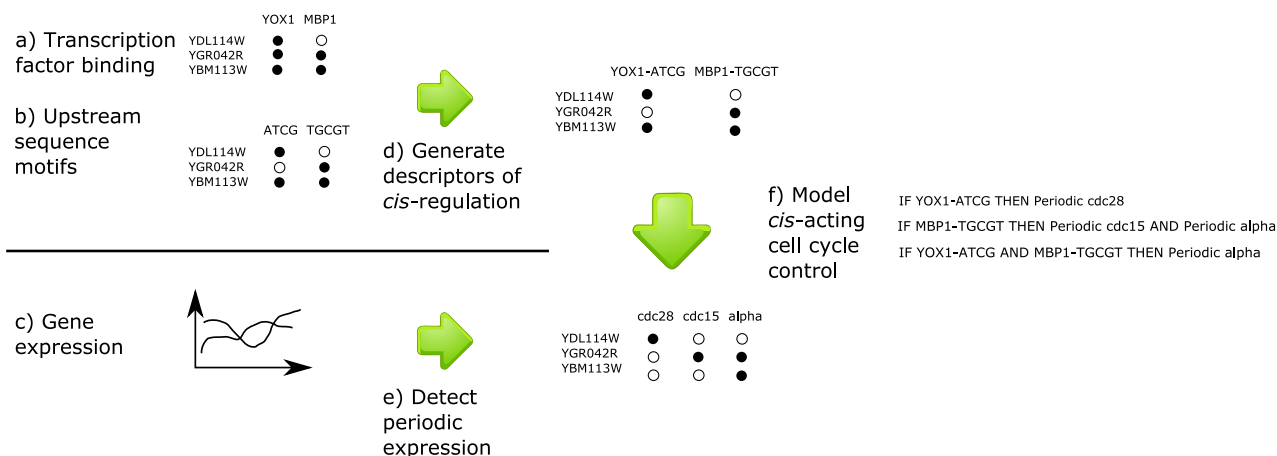 a) Transcription
factor binding
YOX1 MBP1
YDL114W
YGR042R
YBM113W
b) Upstream
sequence
motifs
ATCG TGCGT
YDL114W
YGR042R
YBM113W
d) Generate
descriptors of
cis-regulation
YOX1-ATCG MBP1-TGCGT
YDL114W
YGR042R
YBM113W
f) Model
cis-acting
cell cycle
control
IF YOX1-ATCG THEN Periodic cdc28
IF MBP1-TGCGT THEN Periodic cdc15 AND Periodic alpha
IF YOX1-ATCG AND MBP1-TGCGT THEN Periodic alpha
c) Gene
expression
e) Detect
periodic
expression
cdc28 cdc15 alpha
YDL114W
YGR042R
YBM113W